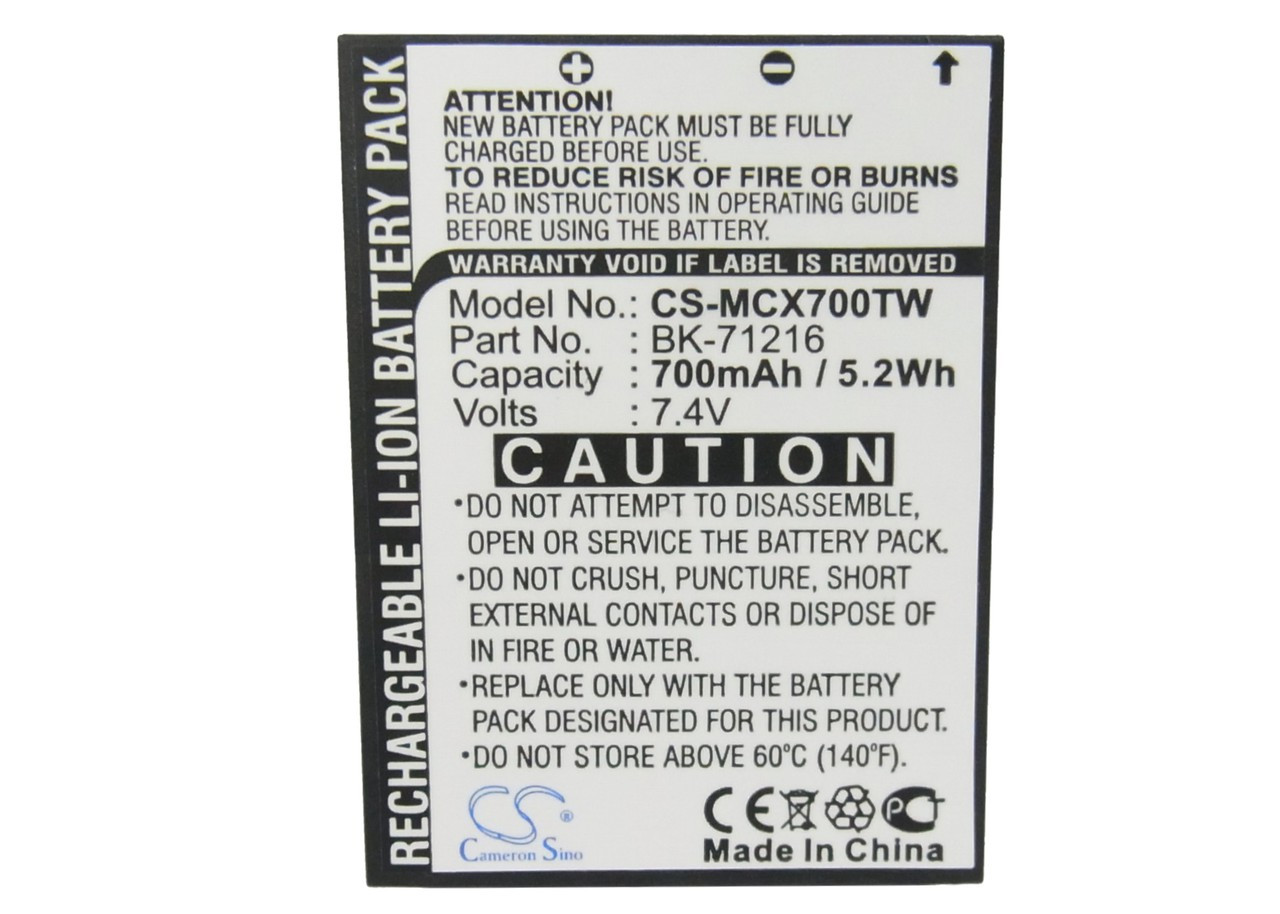 RECHARGEABLE LI-ION BATTERY PACK
ATTENTION!
NEW BATTERY PACK MUST BE FULLY
CHARGED BEFORE USE.
TO REDUCE RISK OF FIRE OR BURNS
READ INSTRUCTIONS IN OPERATING GUIDE
BEFORE USING THE BATTERY.
WARRANTY VOID IF LABEL IS REMOVED
Model No.: CS-MCX700TW
Part No. : BK-71216
Capacity : 700mAh / 5.2Wh
Volts : 7.4V
CAUTION
•DO NOT ATTEMPT TO DISASSEMBLE,
OPEN OR SERVICE THE BATTERY PACK.
•DO NOT CRUSH, PUNCTURE, SHORT
EXTERNAL CONTACTS OR DISPOSE OF
IN FIRE OR WATER.
•REPLACE ONLY WITH THE BATTERY
PACK DESIGNATED FOR THIS PRODUCT.
•DO NOT STORE ABOVE 60°C (140°F).
CS®
Cameron Sino
CE PCT
Made In China